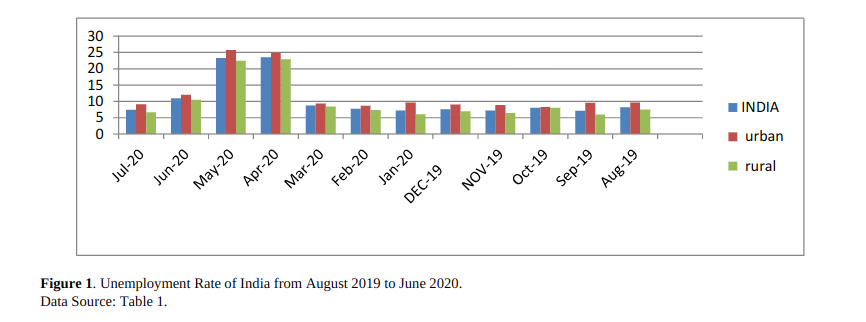 30
25
20
15
10
5
0
Jul-20
Jun-20
May-20
Apr-20
Mar-20
Feb-20
Jan-20
DEC-19
NOV-19
Oct-19
Sep-19
Aug-19
INDIA
urban
rural
Figure 1. Unemployment Rate of India from August 2019 to June 2020.
Data Source: Table 1.